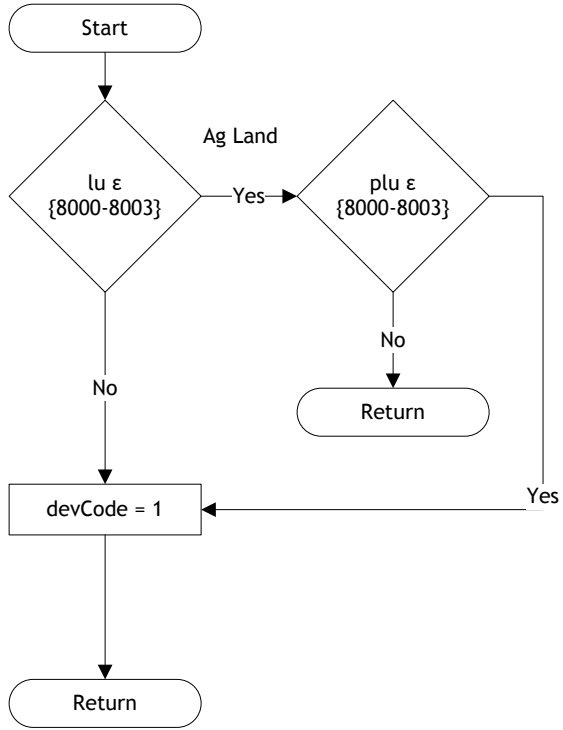 Start
Ag Land
lu ε
{8000-8003}
Yes
plu ε
{8000-8003}
No
Return
No
Yes
devCode = 1
Return